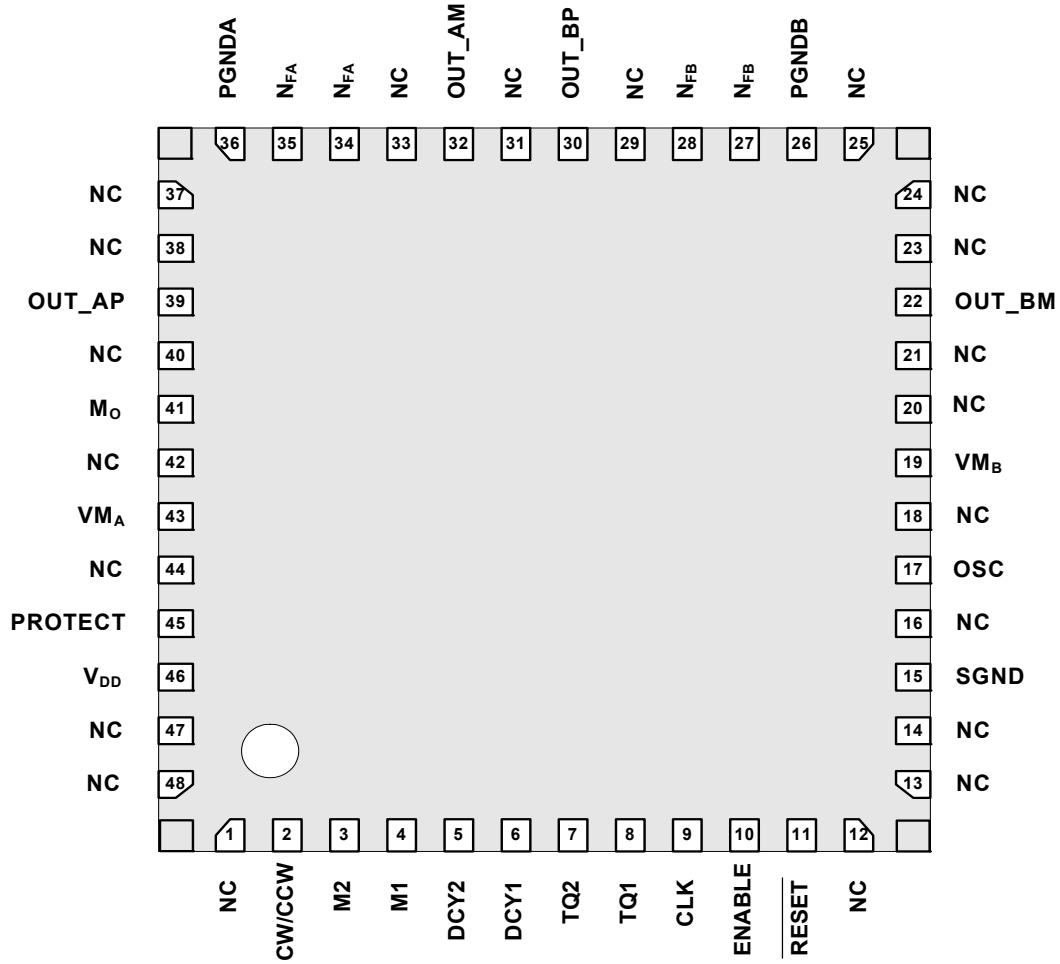 PGNDA
NFA
NFA
NC
OUT_AM
NC
OUT_BP
NC
NFB
NFB
PGNDB
NC
36 35 34 33 32 31 30 29 28 27 26 25
NC 37 24 NC
NC 38 23 NC
OUT_AP 39 22 OUT_BM
NC 40 21 NC
MO 41 20 NC
NC 42 19 VMB
VMA 43 18 NC
NC 44 17 OSC
PROTECT 45 16 NC
VDD 46 15 SGND
NC 47 14 NC
NC 48 13 NC
1 2 3 4 5 6 7 8 9 10 11 12
NC
CW/CCW
M2
M1
DCY2
DCY1
TQ2
TQ1
CLK
ENABLE
RESET
NC